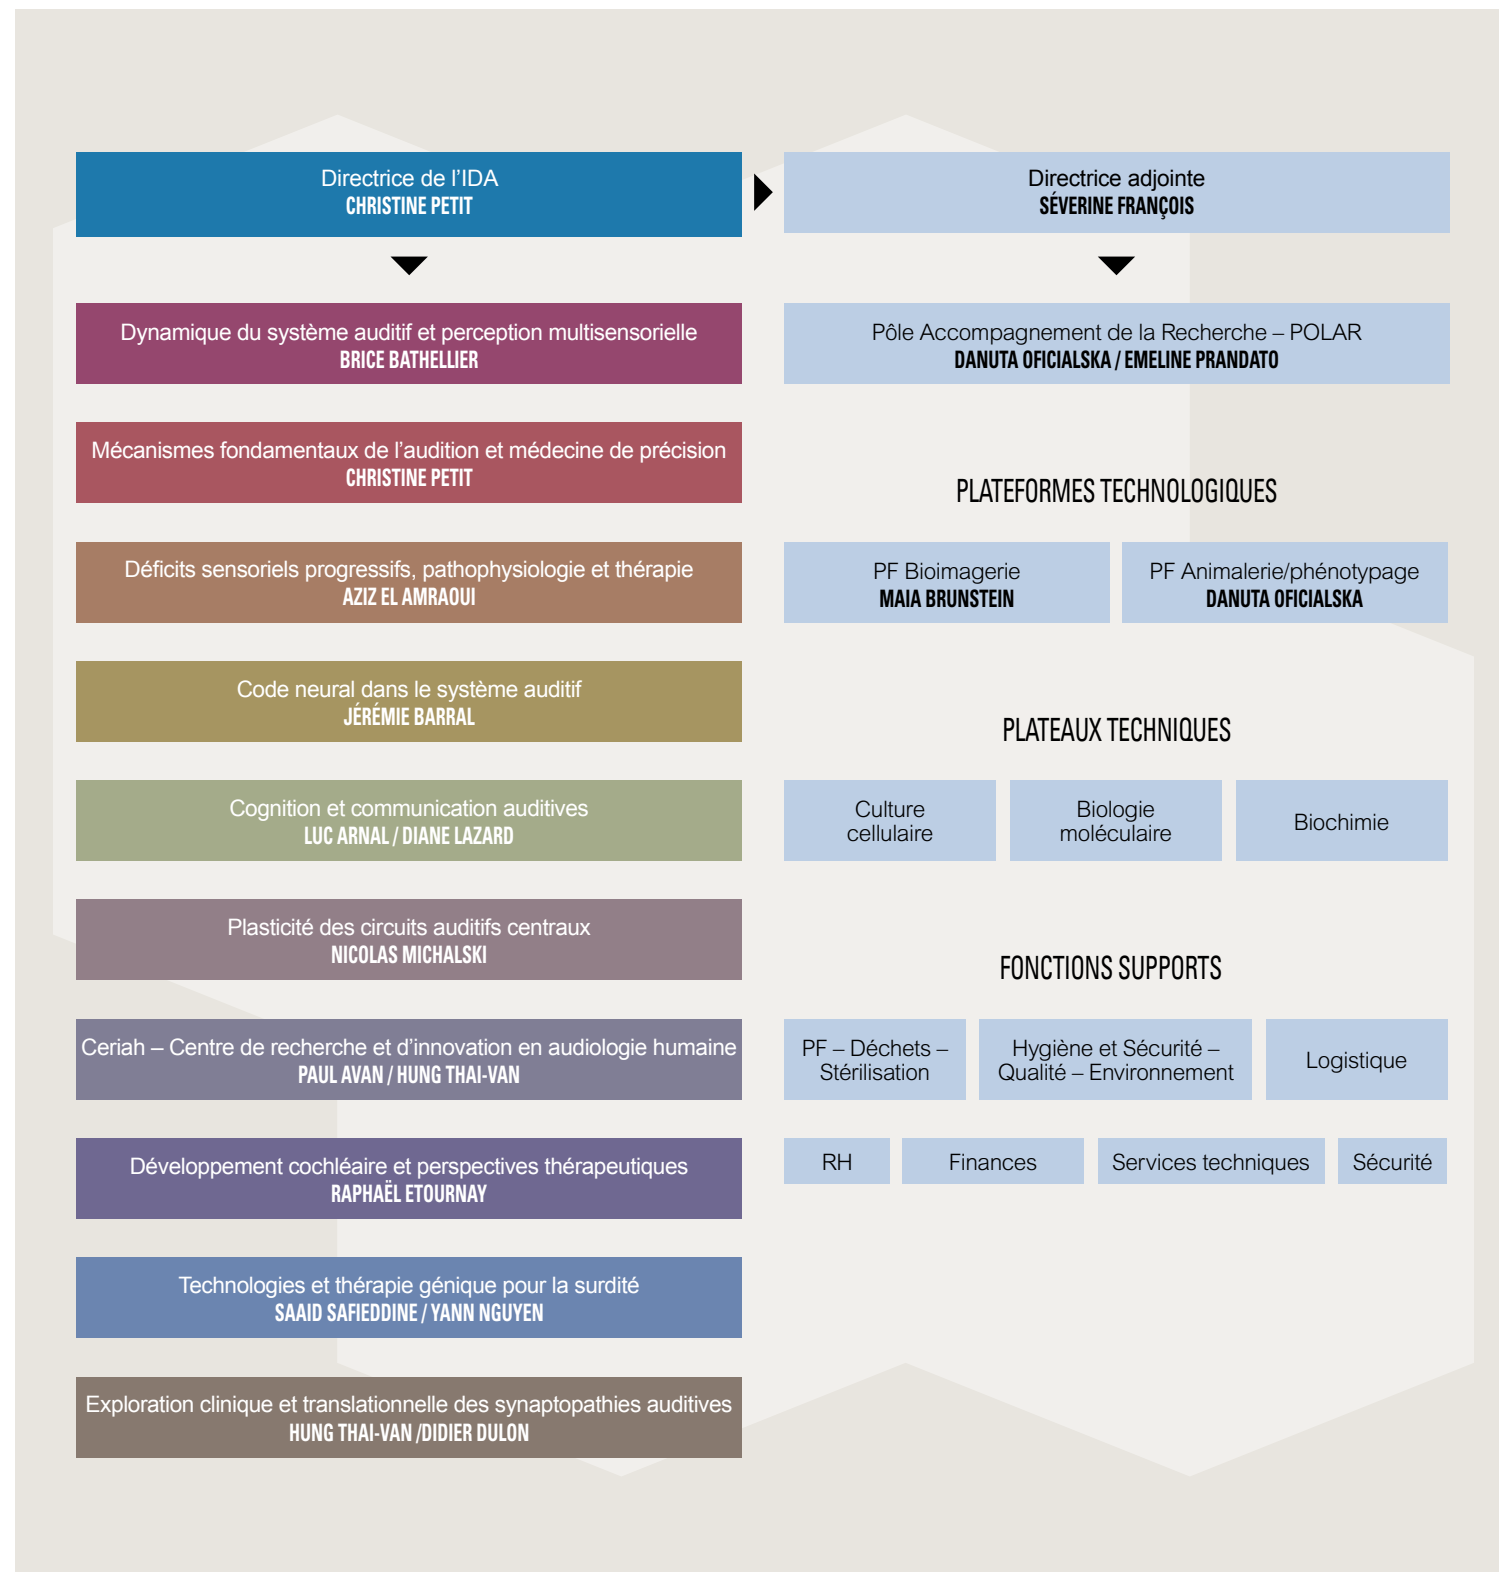 Directrice de l’IDA
CHRISTINE PETIT
Directrice adjointe
SÉVERINE FRANÇOIS
Dynamique du système auditif et perception multisensorielle
BRICE BATHELLIER
Mécanismes fondamentaux de l’audition et médecine de précision
CHRISTINE PETIT
Déficits sensoriels progressifs, pathophysiologie et thérapie
AZIZ EL AMRAOUI
Code neural dans le système auditif
JÉRÉMIE BARRAL
Cognition et communication auditives
LUC ARNAL / DIANE LAZARD
Plasticité des circuits auditifs centraux
NICOLAS MICHALSKI
Ceriah – Centre de recherche et d’innovation en audiologie humaine
PAUL AVAN / HUNG THAI-VAN
Développement cochléaire et perspectives thérapeutiques
RAPHAËL ETOURNAY
Technologies et thérapie génique pour la surdité
SAAID SAFIEDDINE / YANN NGUYEN
Exploration clinique et translationnelle des synaptopathies auditives
HUNG THAI-VAN /DIDIER DULON
Pôle Accompagnement de la Recherche – POLAR
DANUTA OFICIALSKA / EMELINE PRANDATO
PLATEFORMES TECHNOLOGIQUES
PF Bioimagerie
MAIA BRUNSTEIN
PF Animalerie/phénotypage
DANUTA OFICIALSKA
PLATEAUX TECHNIQUES
Culture
cellulaire
Biologie
moléculaire
Biochimie
FONCTIONS SUPPORTS
PF – Déchets –
Stérilisation
Hygiène et Sécurité –
Qualité – Environnement
Logistique
RH
Finances
Services techniques
Sécurité